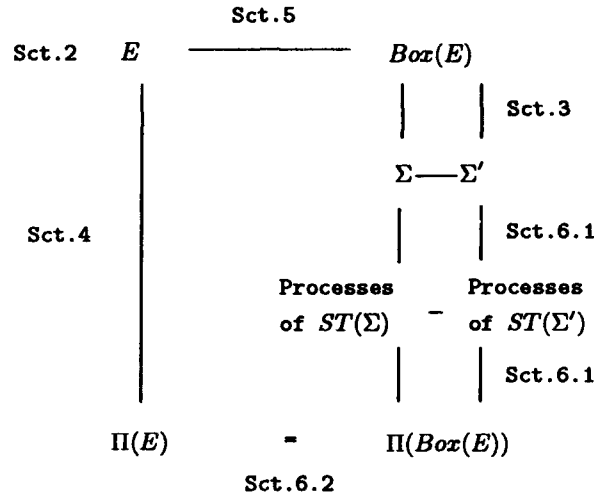 Sct.5
Sct.2 E Box(E)
Sct.3
Σ Σ′
Sct.4 Sct.6.1
Processes Processes
of ST(Σ) - of ST(Σ′)
Sct.6.1
Π(E) = Π(Box(E))
Sct.6.2